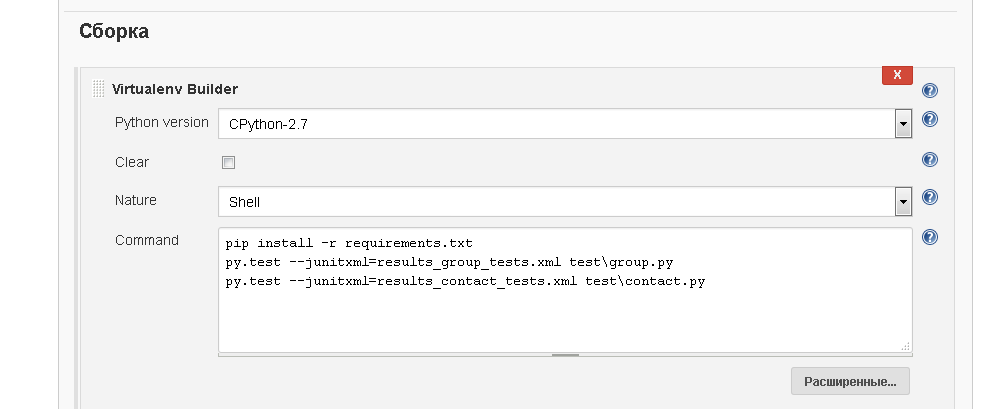 Сборка
X
Virtualenv Builder
Python version
CPython-2.7
Clear
Nature
Shell
Command
pip install -r requirements.txt
py.test --junitxml=results_group_tests.xml test\group.py
py.test --junitxml=results_contact_tests.xml test\contact.py
Расширенные...